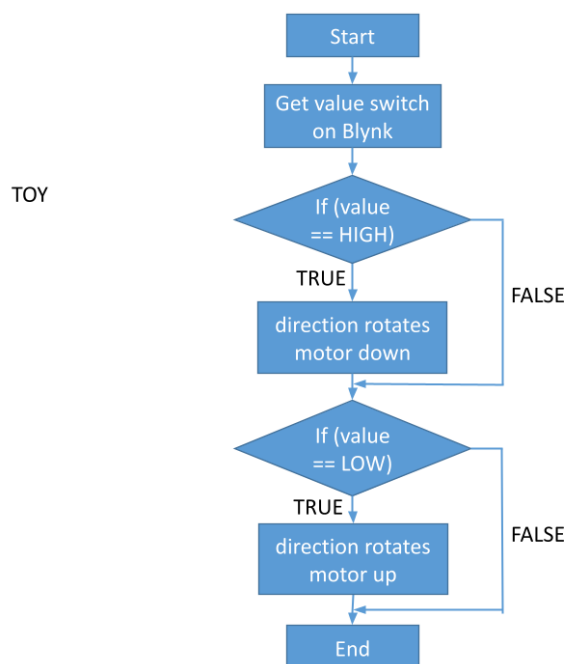 Start
Get value switch
on Blynk
TOY
If (value
== HIGH)
TRUE
FALSE
direction rotates
motor down
If (value
== LOW)
TRUE
FALSE
direction rotates
motor up
End